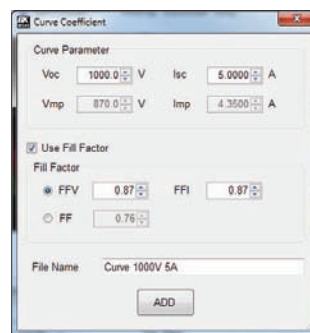 Curve Coefficient
Curve Parameter
Voc 1000.0 V Isc 5.0000 A
Vmp 870.0 V Imp 4.3500 A
Use Fill Factor
Fill Factor
FFV 0.87 FFI 0.87
FF 0.76
File Name Curve 1000V 5A
ADD